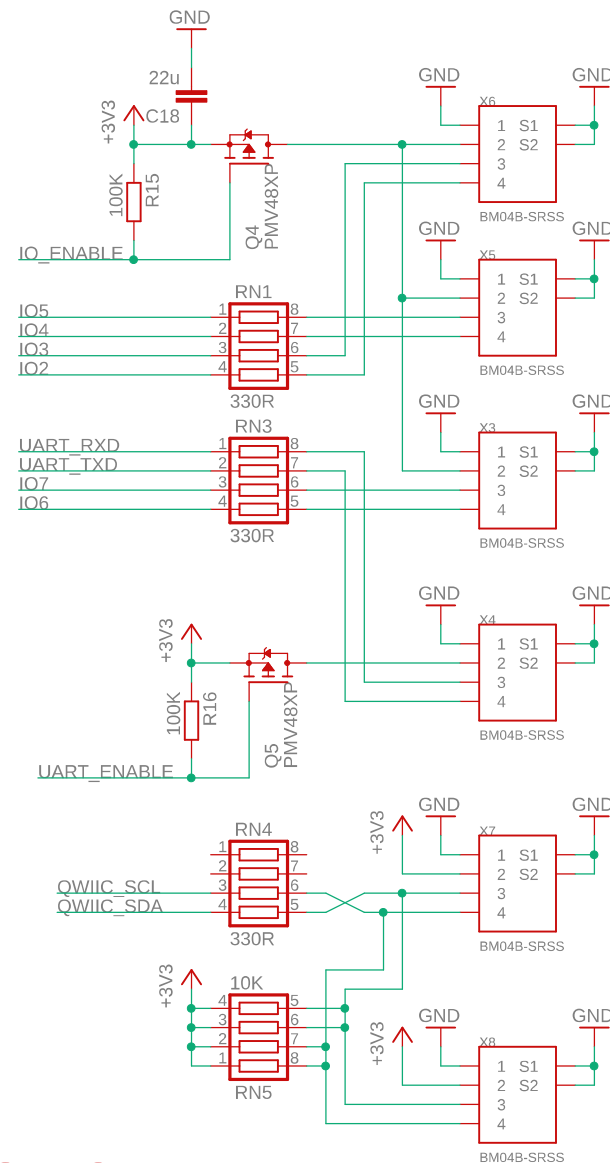 GND
22u
C18
+3V3
100K
R15
IO_ENABLE
Q4
PMV48XP
GND
GND
X6
1 S1
2 S2
3
4
BM04B-SRSS
GND
GND
X5
1 S1
2 S2
3
4
BM04B-SRSS
RN1
IO5 1 8
IO4 2 7
IO3 3 6
IO2 4 5
330R
RN3
UART_RXD 1 8
UART_TXD 2 7
IO7 3 6
IO6 4 5
330R
GND
GND
X3
1 S1
2 S2
3
4
BM04B-SRSS
+3V3
100K
R16
UART_ENABLE
Q5
PMV48XP
GND
GND
X4
1 S1
2 S2
3
4
BM04B-SRSS
RN4
1 8
2 7
QWIIC_SCL 3 6
QWIIC_SDA 4 5
330R
+3V3
GND
GND
X7
1 S1
2 S2
3
4
BM04B-SRSS
+3V3
10K
4 5
3 6
2 7
1 8
RN5
+3V3
GND
GND
X8
1 S1
2 S2
3
4
BM04B-SRSS